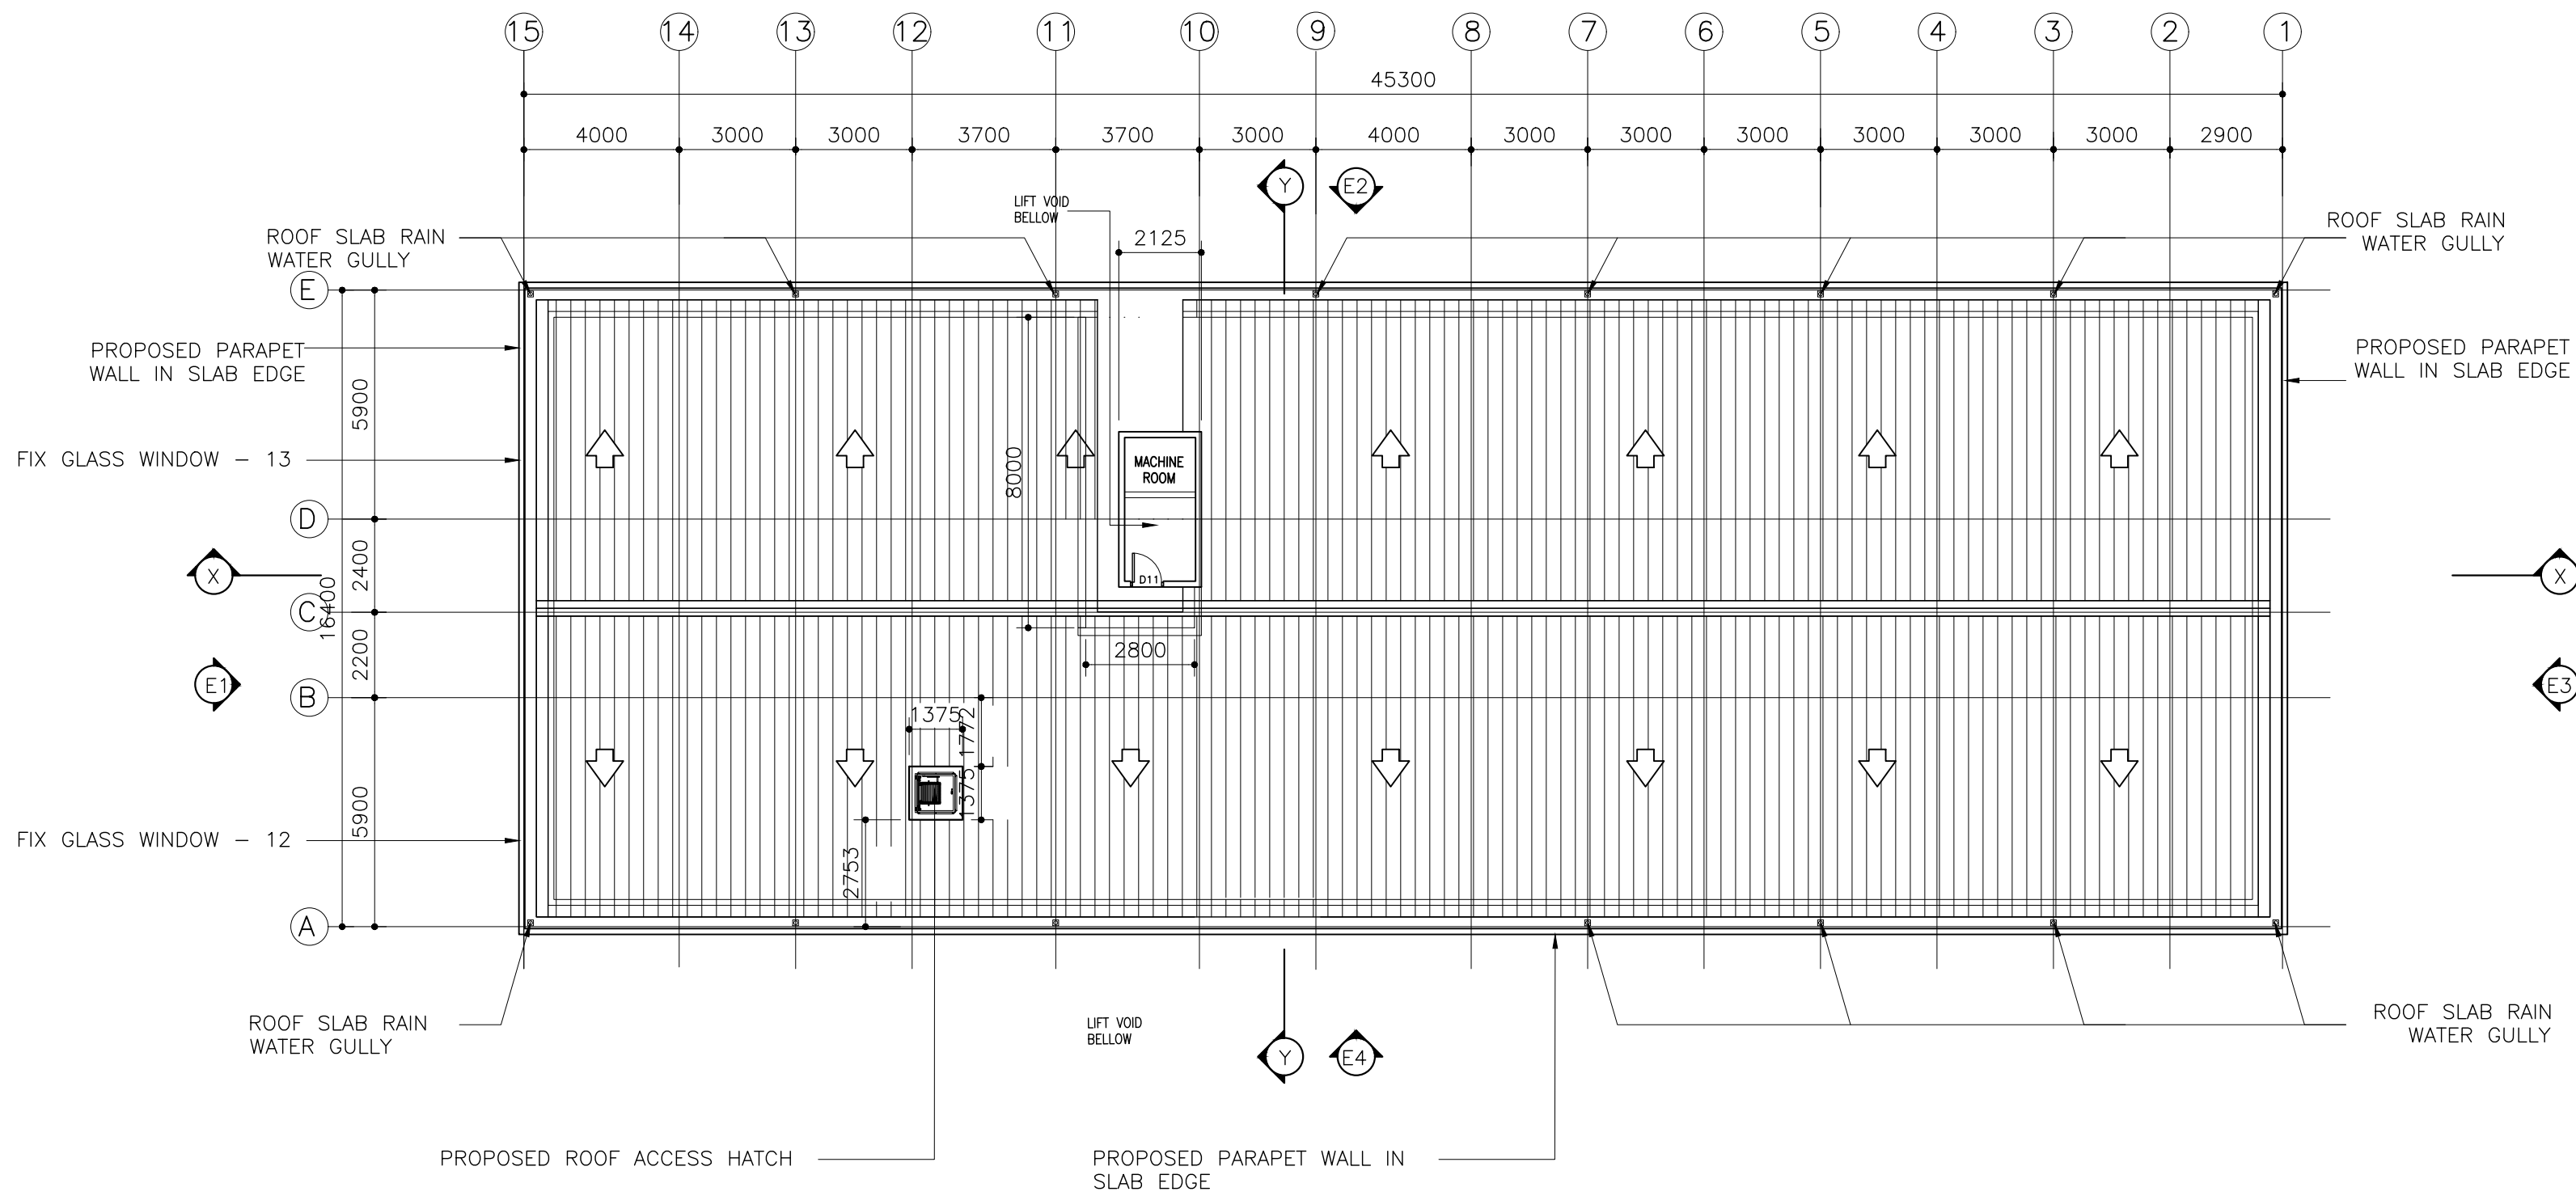 15 14 13 12 11 10 9 8 7 6 5 4 3 2 1
45300
4000 3000 3000 3700 3700 3000 4000 3000 3000 3000 3000 3000 3000 2900
Y E2
LIFT VOID
BELLOW
ROOF SLAB RAIN
WATER GULLY
2125
ROOF SLAB RAIN
WATER GULLY
E
PROPOSED PARAPET
WALL IN SLAB EDGE
PROPOSED PARAPET
WALL IN SLAB EDGE
5900
FIX GLASS WINDOW - 13
8000
MACHINE
ROOM
D
2400
X
D11
X
16400
C
2200
2800
E1
E3
B
1375
1772
1375
5900
FIX GLASS WINDOW - 12
2753
A
ROOF SLAB RAIN
WATER GULLY
LIFT VOID
BELLOW
Y E4
ROOF SLAB RAIN
WATER GULLY
PROPOSED ROOF ACCESS HATCH
PROPOSED PARAPET WALL IN
SLAB EDGE